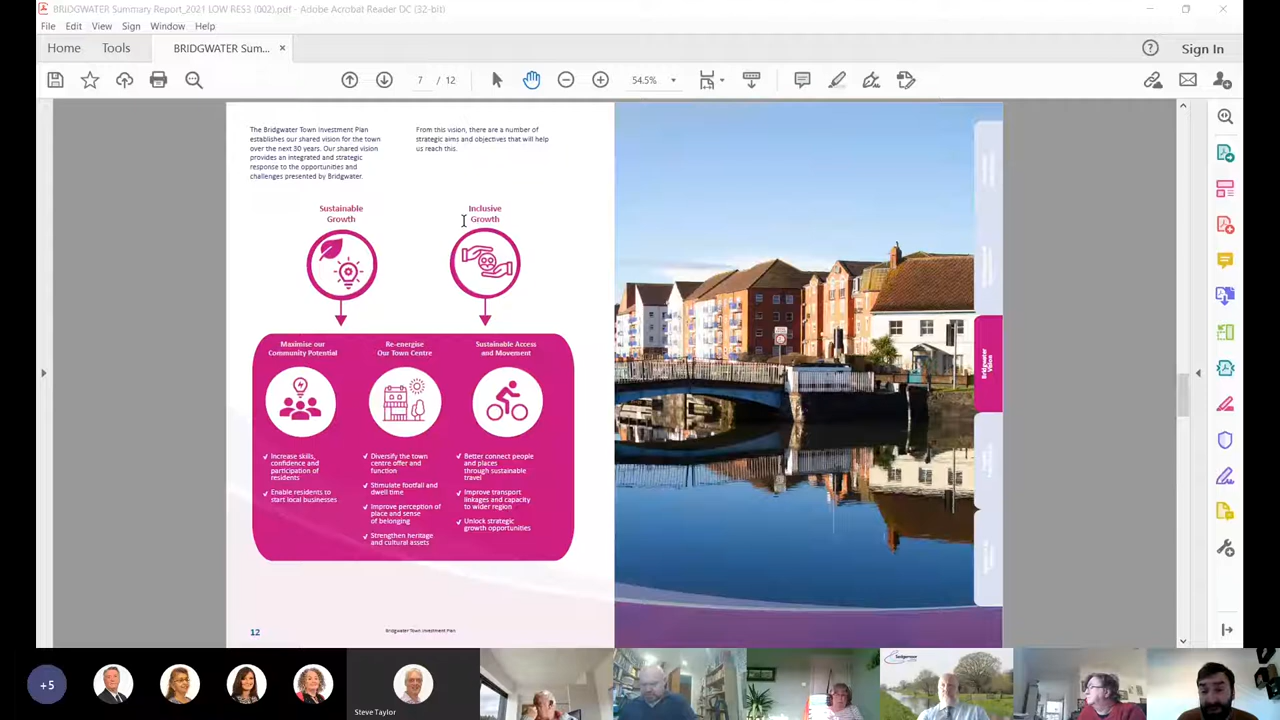 BRIDGWATER Summary Report_2021 LOW RES3 (002).pdf - Adobe Acrobat Reader DC (32-bit)
File Edit View Sign Window Help
Home Tools BRIDGWATER Sum... × Sign In
7 / 12 54.5%
The Bridgwater Town Investment Plan
establishes our shared vision for the town
over the next 30 years. Our shared vision
provides an integrated and strategic
response to the opportunities and
challenges presented by Bridgwater.
From this vision, there are a number of
strategic aims and objectives that will help
us reach this.
Sustainable
Growth
Inclusive
Growth
Maximise our
Community Potential
Increase skills,
confidence and
participation of
residents
Enable residents to
start local businesses
Re-energise
Our Town Centre
Diversify the town
centre offer and
function
Stimulate footfall and
dwell time
Improve perception of
place and sense
of belonging
Strengthen heritage
and cultural assets
Sustainable Access
and Movement
Better connect people
and places
through sustainable
travel
Improve transport
linkages and capacity
to wider region
Unlock strategic
growth opportunities
Bridgwater
Vision
12
Bridgwater Town Investment Plan
+5
Steve Taylor
Sedgemoor